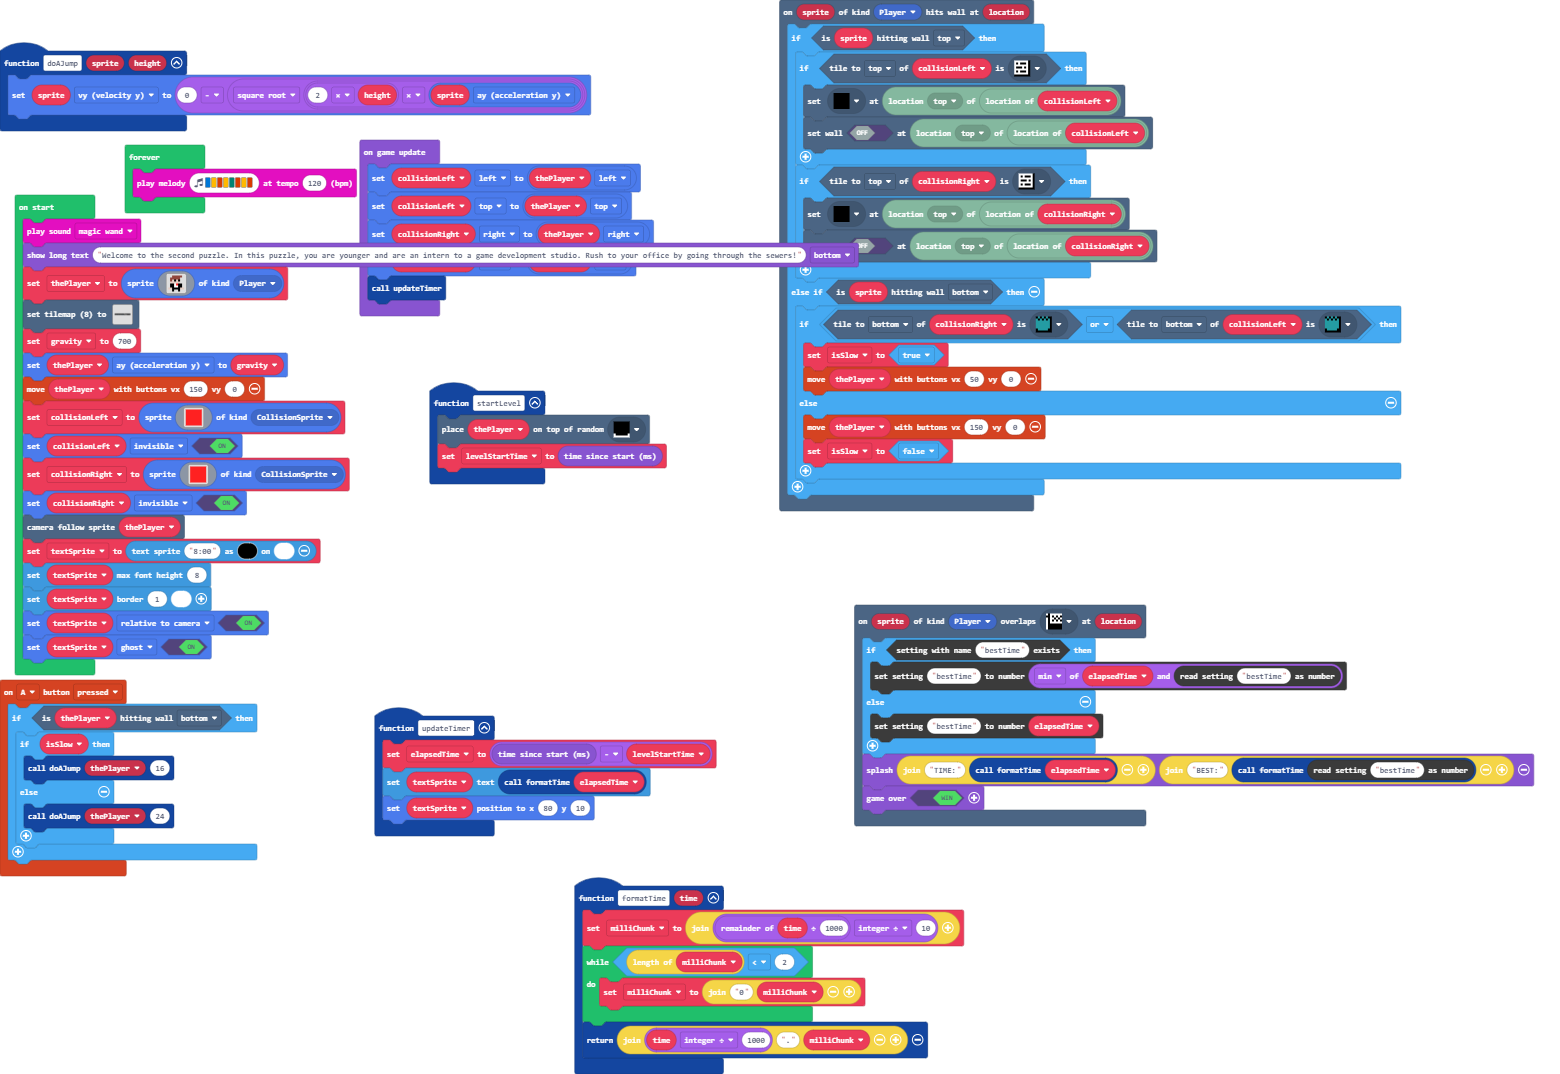 function doAJump sprite height
set sprite vy (velocity y) to 0 - square root 2 × height × sprite ay (acceleration y)
forever
play melody at tempo 120 (bpm)
on start
play sound magic wand
show long text "Welcome to the second puzzle. In this puzzle, you are younger and are an intern to a game development studio. Rush to your office by going through the sewers!" bottom
set thePlayer to sprite of kind Player
set tilemap (8) to
set gravity to 700
set thePlayer ay (acceleration y) to gravity
move thePlayer with buttons vx 150 vy 0
set collisionLeft to sprite of kind CollisionSprite
set collisionLeft invisible ON
set collisionRight to sprite of kind CollisionSprite
set collisionRight invisible ON
camera follow sprite thePlayer
set textSprite to text sprite "8:00" as on
set textSprite max font height 8
set textSprite border 1
set textSprite relative to camera ON
set textSprite ghost ON
on A button pressed
if is thePlayer hitting wall bottom then
if isSlow then
call doAJump thePlayer 16
else
call doAJump thePlayer 24
on game update
set collisionLeft left to thePlayer left
set collisionLeft top to thePlayer top
set collisionRight right to thePlayer right
call updateTimer
function startLevel
place thePlayer on top of random
set levelStartTime to time since start (ms)
function updateTimer
set elapsedTime to time since start (ms) - levelStartTime
set textSprite text call formatTime elapsedTime
set textSprite position to x 80 y 10
function formatTime time
set milliChunk to join remainder of time ÷ 1000 integer ÷ 10
while length of milliChunk < 2
do set milliChunk to join "0" milliChunk
return join time integer ÷ 1000 "." milliChunk
on sprite of kind Player hits wall at location
if is sprite hitting wall top then
if tile to top of collisionLeft is then
set at location top of location of collisionLeft
set wall OFF at location top of location of collisionLeft
if tile to top of collisionRight is then
set at location top of location of collisionRight
at location top of location of collisionRight
else if is sprite hitting wall bottom then
if tile to bottom of collisionRight is or tile to bottom of collisionLeft is then
set isSlow to true
move thePlayer with buttons vx 50 vy 0
else
move thePlayer with buttons vx 150 vy 0
set isSlow to false
on sprite of kind Player overlaps at location
if setting with name "bestTime" exists then
set setting "bestTime" to number min of elapsedTime and read setting "bestTime" as number
else
set setting "bestTime" to number elapsedTime
splash join "TIME:" call formatTime elapsedTime join "BEST:" call formatTime read setting "bestTime" as number
game over WIN